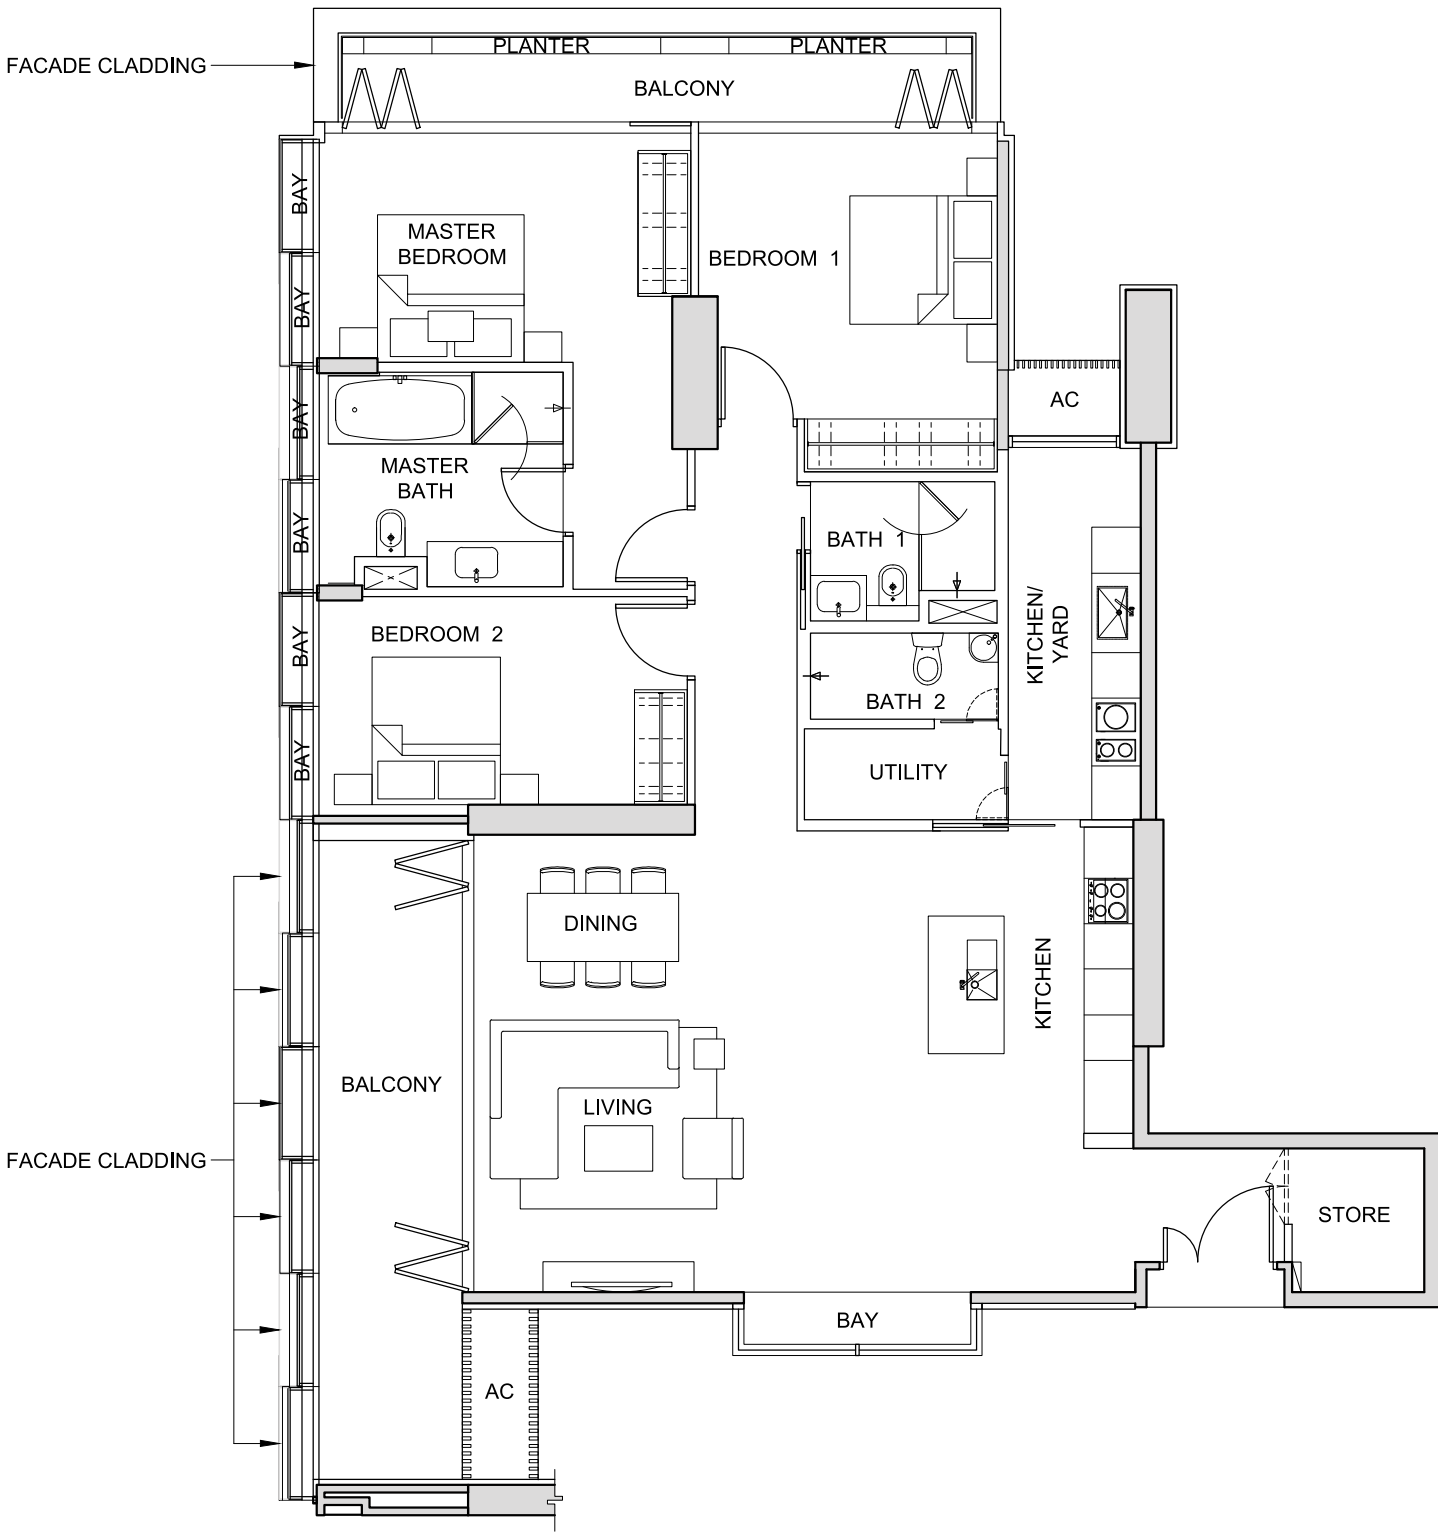 PLANTER
PLANTER
FACADE CLADDING
BALCONY
BAY
MASTER
BEDROOM
BEDROOM 1
BAY
AC
BAY
MASTER
BATH
BAY
BATH 1
KITCHEN/
YARD
BAY
BEDROOM 2
BATH 2
BAY
UTILITY
DINING
KITCHEN
BALCONY
LIVING
FACADE CLADDING
STORE
BAY
AC